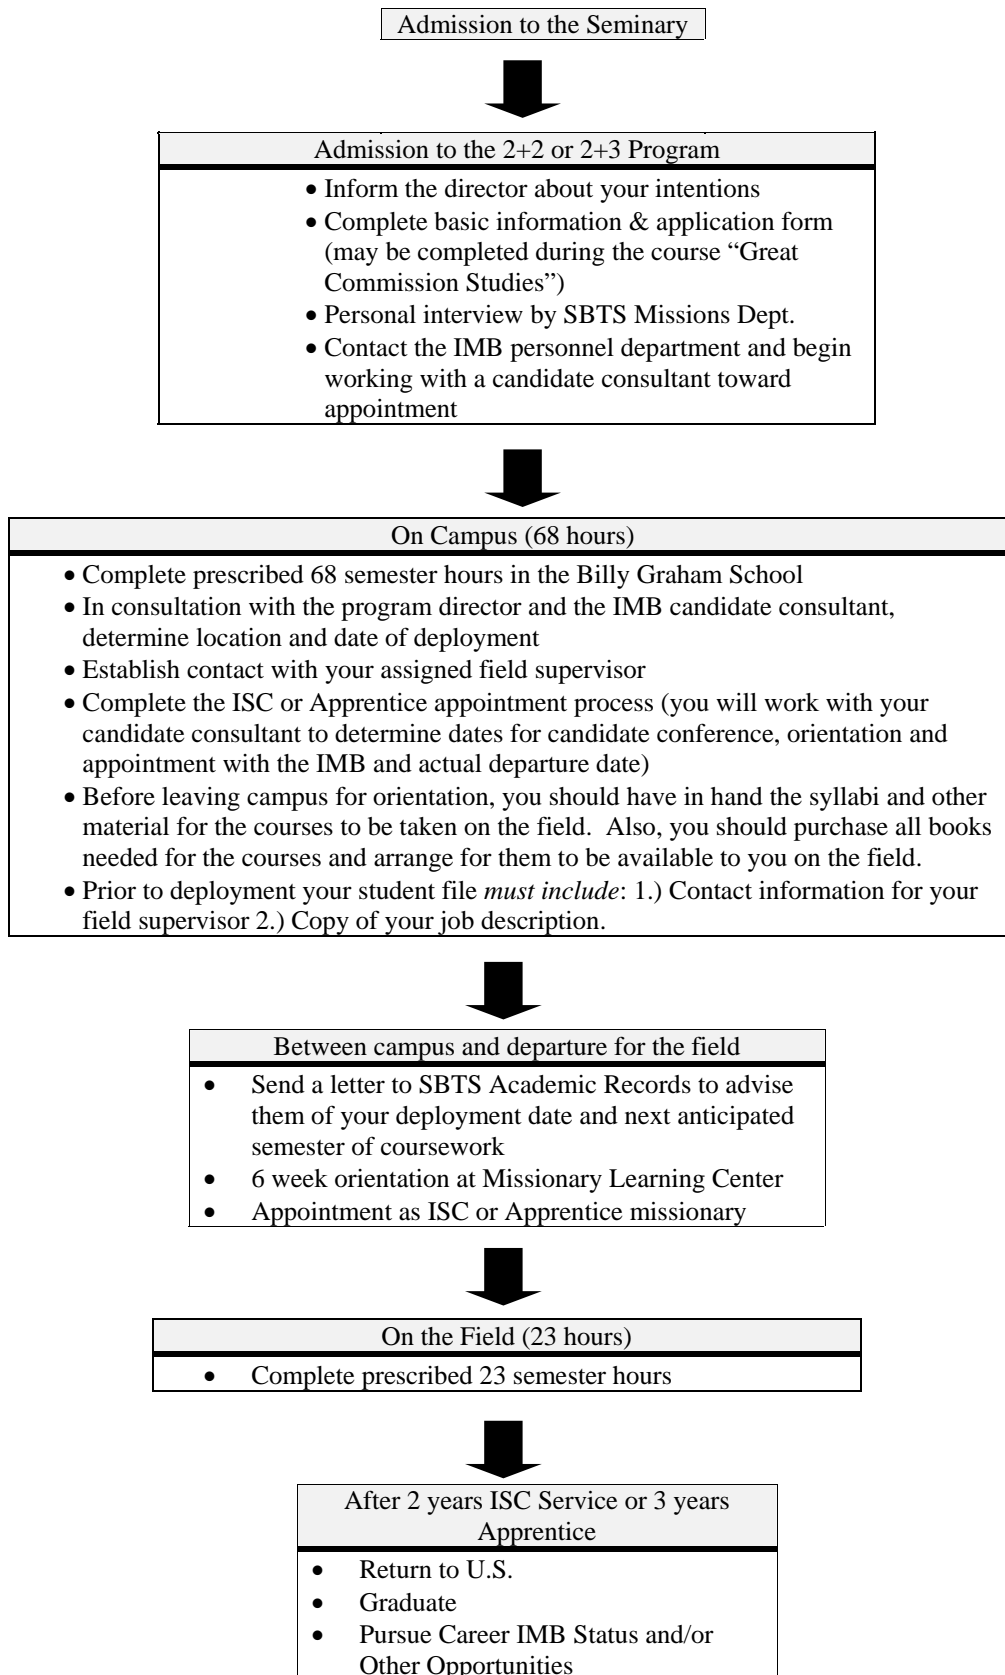 Admission to the Seminary
Admission to the 2+2 or 2+3 Program
• Inform the director about your intentions
• Complete basic information & application form
(may be completed during the course “Great
Commission Studies”)
• Personal interview by SBTS Missions Dept.
• Contact the IMB personnel department and begin
working with a candidate consultant toward
appointment
On Campus (68 hours)
• Complete prescribed 68 semester hours in the Billy Graham School
• In consultation with the program director and the IMB candidate consultant,
determine location and date of deployment
• Establish contact with your assigned field supervisor
• Complete the ISC or Apprentice appointment process (you will work with your
candidate consultant to determine dates for candidate conference, orientation and
appointment with the IMB and actual departure date)
• Before leaving campus for orientation, you should have in hand the syllabi and other
material for the courses to be taken on the field.  Also, you should purchase all books
needed for the courses and arrange for them to be available to you on the field.
• Prior to deployment your student file must include: 1.) Contact information for your
field supervisor 2.) Copy of your job description.
Between campus and departure for the field
• Send a letter to SBTS Academic Records to advise
them of your deployment date and next anticipated
semester of coursework
• 6 week orientation at Missionary Learning Center
• Appointment as ISC or Apprentice missionary
On the Field (23 hours)
• Complete prescribed 23 semester hours
After 2 years ISC Service or 3 years
Apprentice
• Return to U.S.
• Graduate
• Pursue Career IMB Status and/or
Other Opportunities